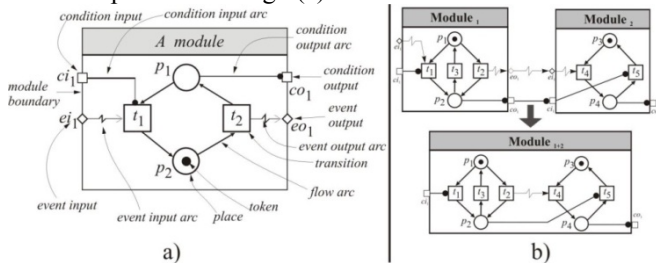 condition input
condition input arc
condition
output arc
A module
module
boundary
ci1
p1
co1
condition
output
event
output
ei1
t1
t2
eo1
event output arc
transition
p2
flow arc
event input
event input arc
token
place
a)
b)
Module 1
Module 2
p1
p3
t1
t3
t2
t4
t5
p2
p4
Module 1+2
p1
p3
t1
t3
t2
t4
t5
p2
p4